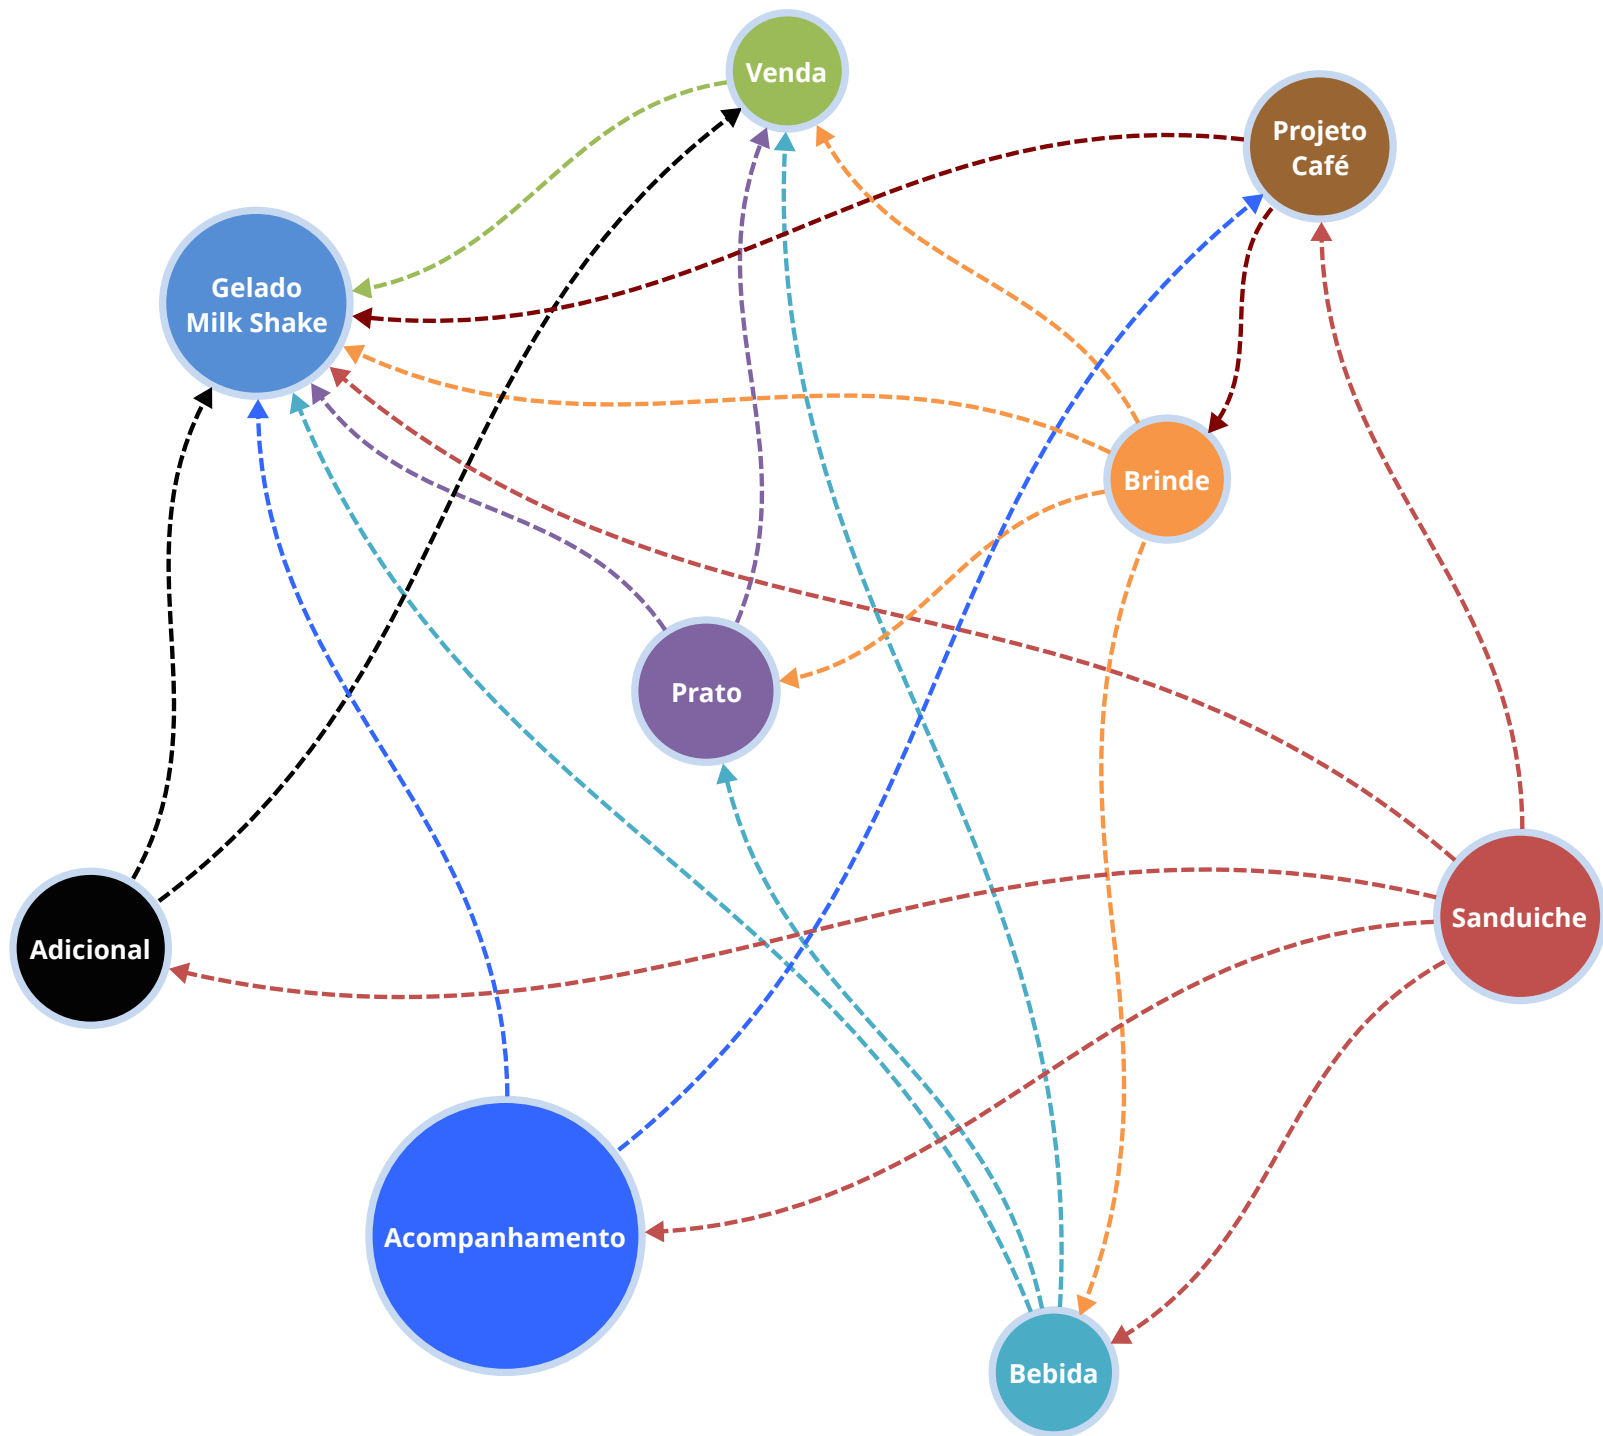 Venda
Projeto
Café
Gelado
Milk Shake
Brinde
Prato
Sanduiche
Adicional
Acompanhamento
Bebida